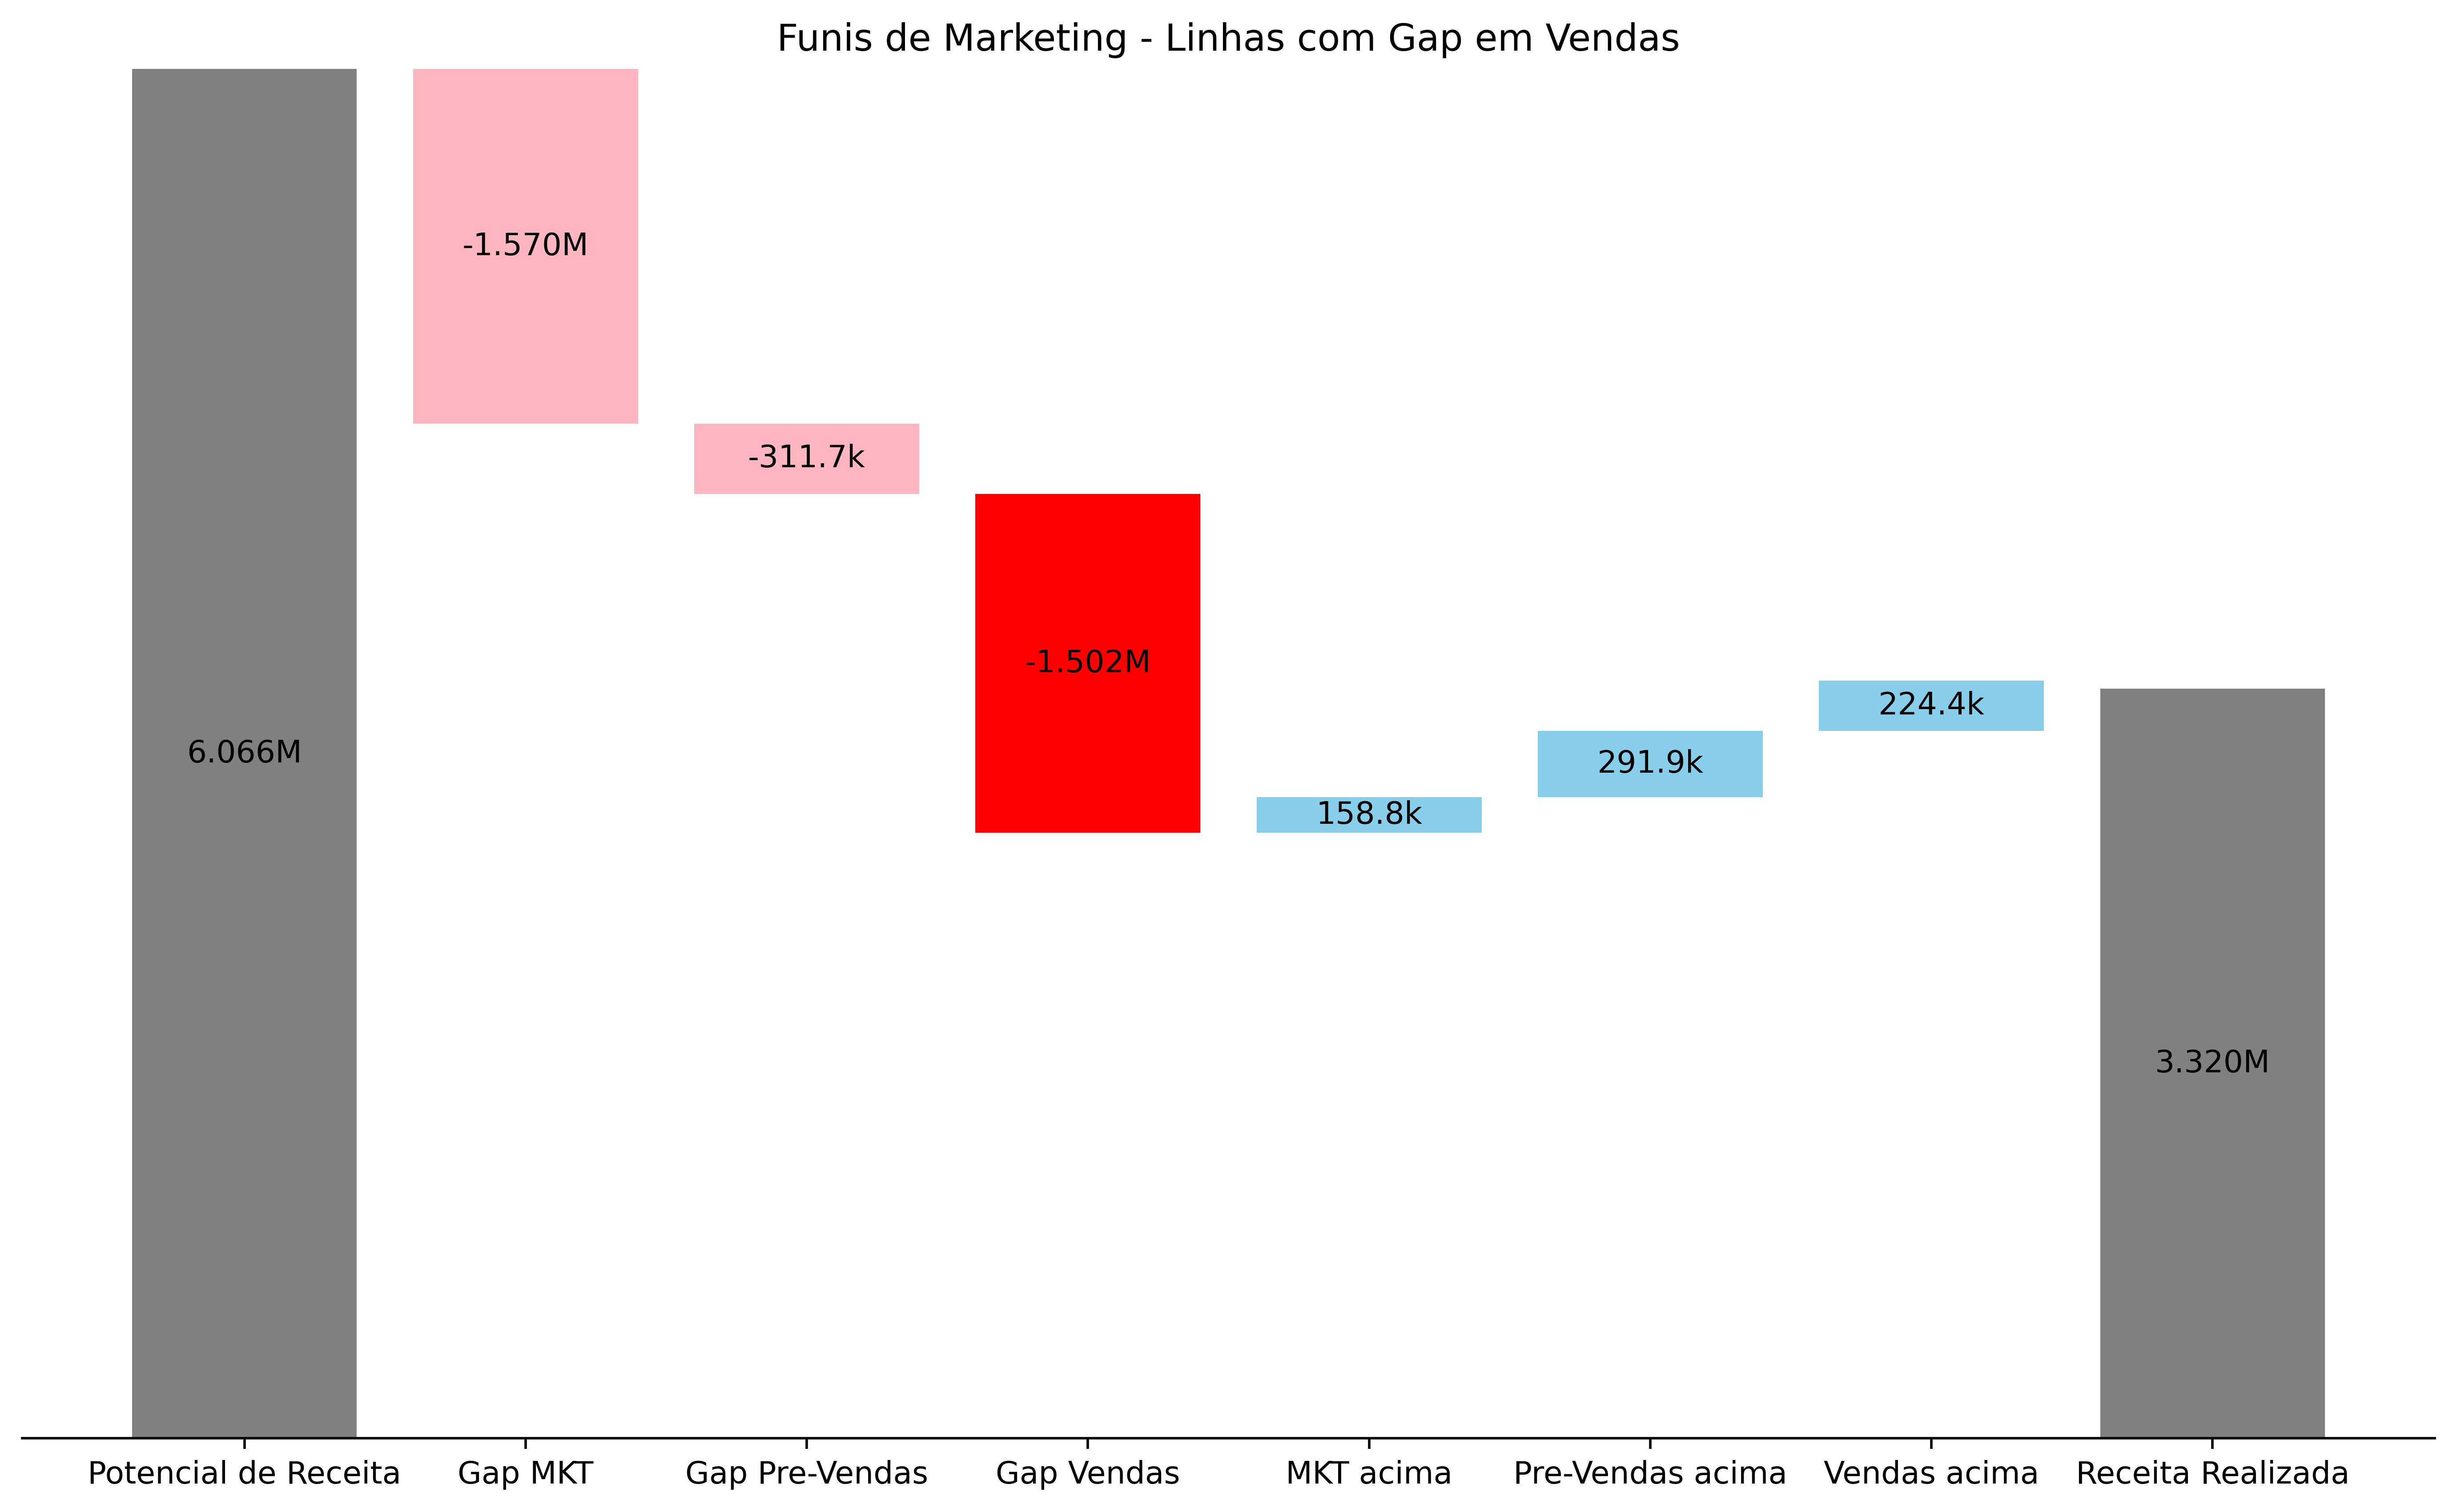 Funis de Marketing - Linhas com Gap em Vendas
-1.570M
-311.7k
-1.502M
6.066M
158.8k
291.9k
224.4k
3.320M
Potencial de Receita
Gap MKT
Gap Pre-Vendas
Gap Vendas
MKT acima
Pre-Vendas acima
Vendas acima
Receita Realizada